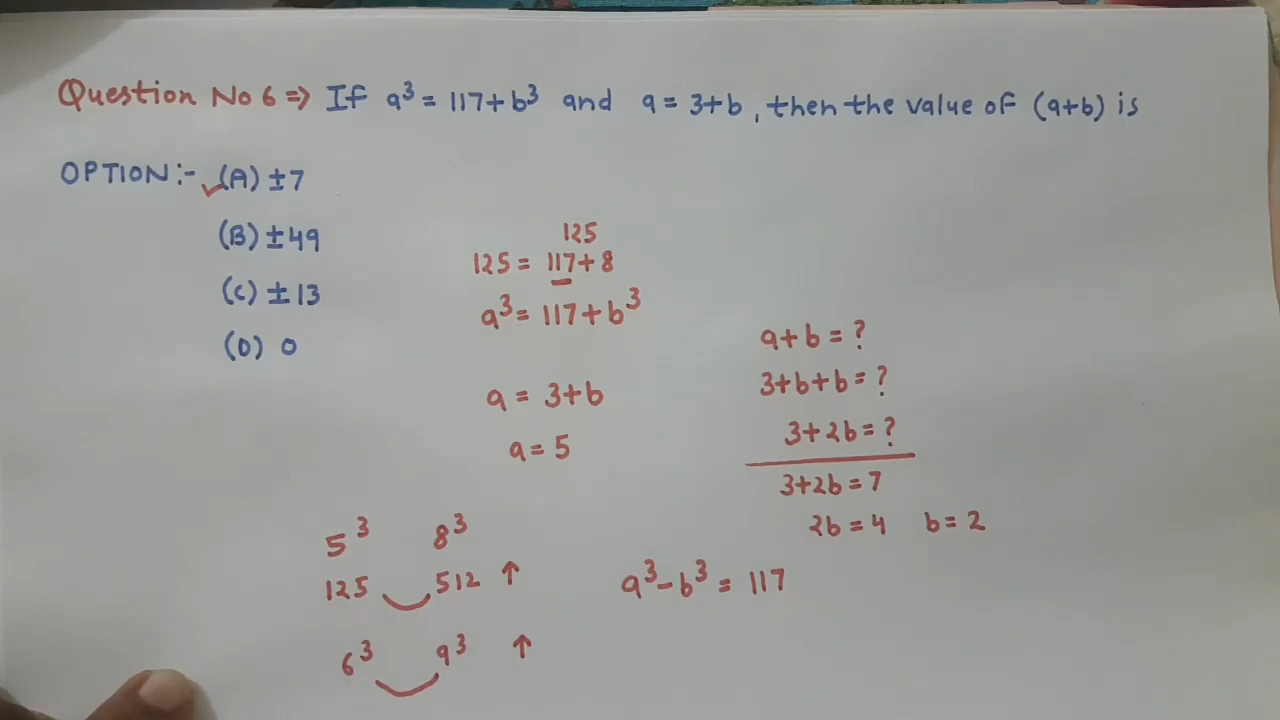 Question No 6 => If a³ = 117+b³ and a = 3+b, then the value of (a+b) is
OPTION:- (A) ±7
(B) ±49
(C) ±13
(D) 0
125
125 = 117+8
a³ = 117+b³
a = 3+b
a = 5
a+b = ?
3+b+b = ?
3+2b = ?
3+2b = 7
2b = 4 b = 2
5³ 8³
125 512 ↑
6³ 9³ ↑
a³-b³ = 117